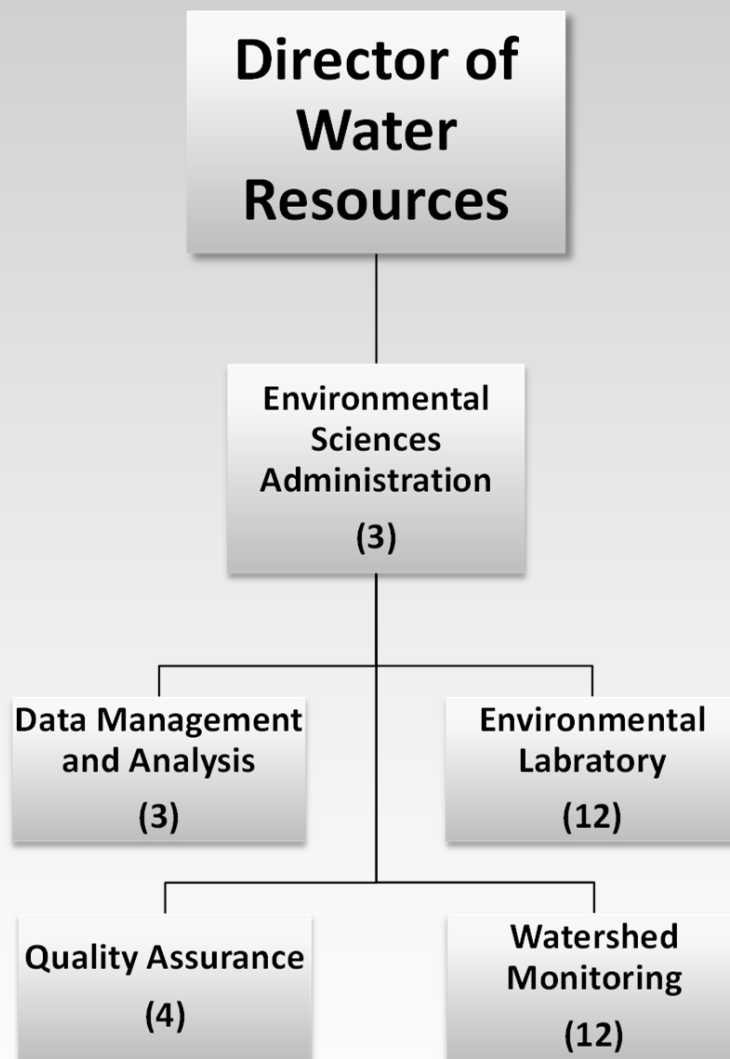 Director of
Water
Resources
Environmental
Sciences
Administration
(3)
Data Management
and Analysis
(3)
Environmental
Labratory
(12)
Quality Assurance
(4)
Watershed
Monitoring
(12)